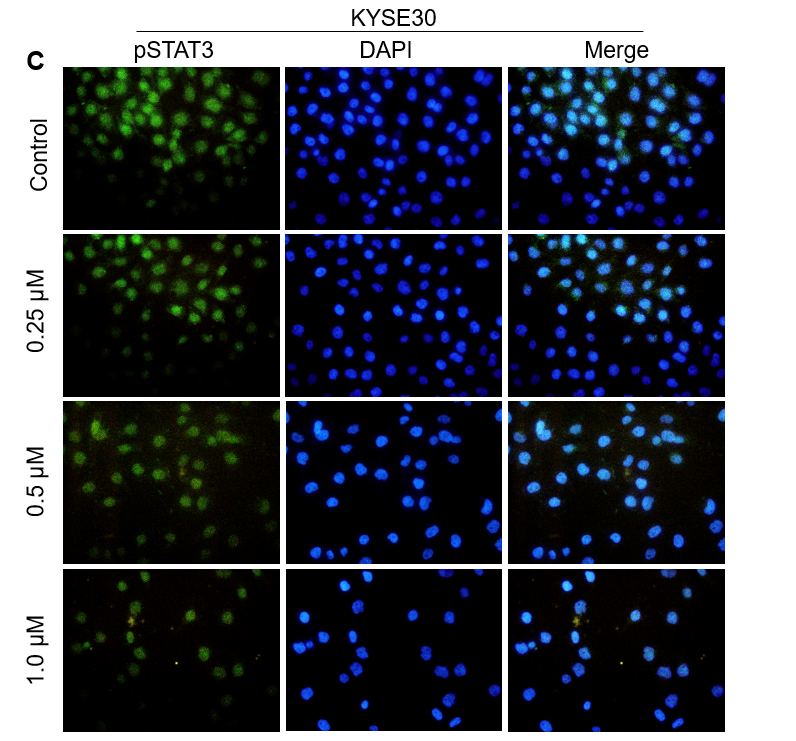 KYSE30
C
pSTAT3 DAPI Merge
Control
0.25 µM
0.5 µM
1.0 µM